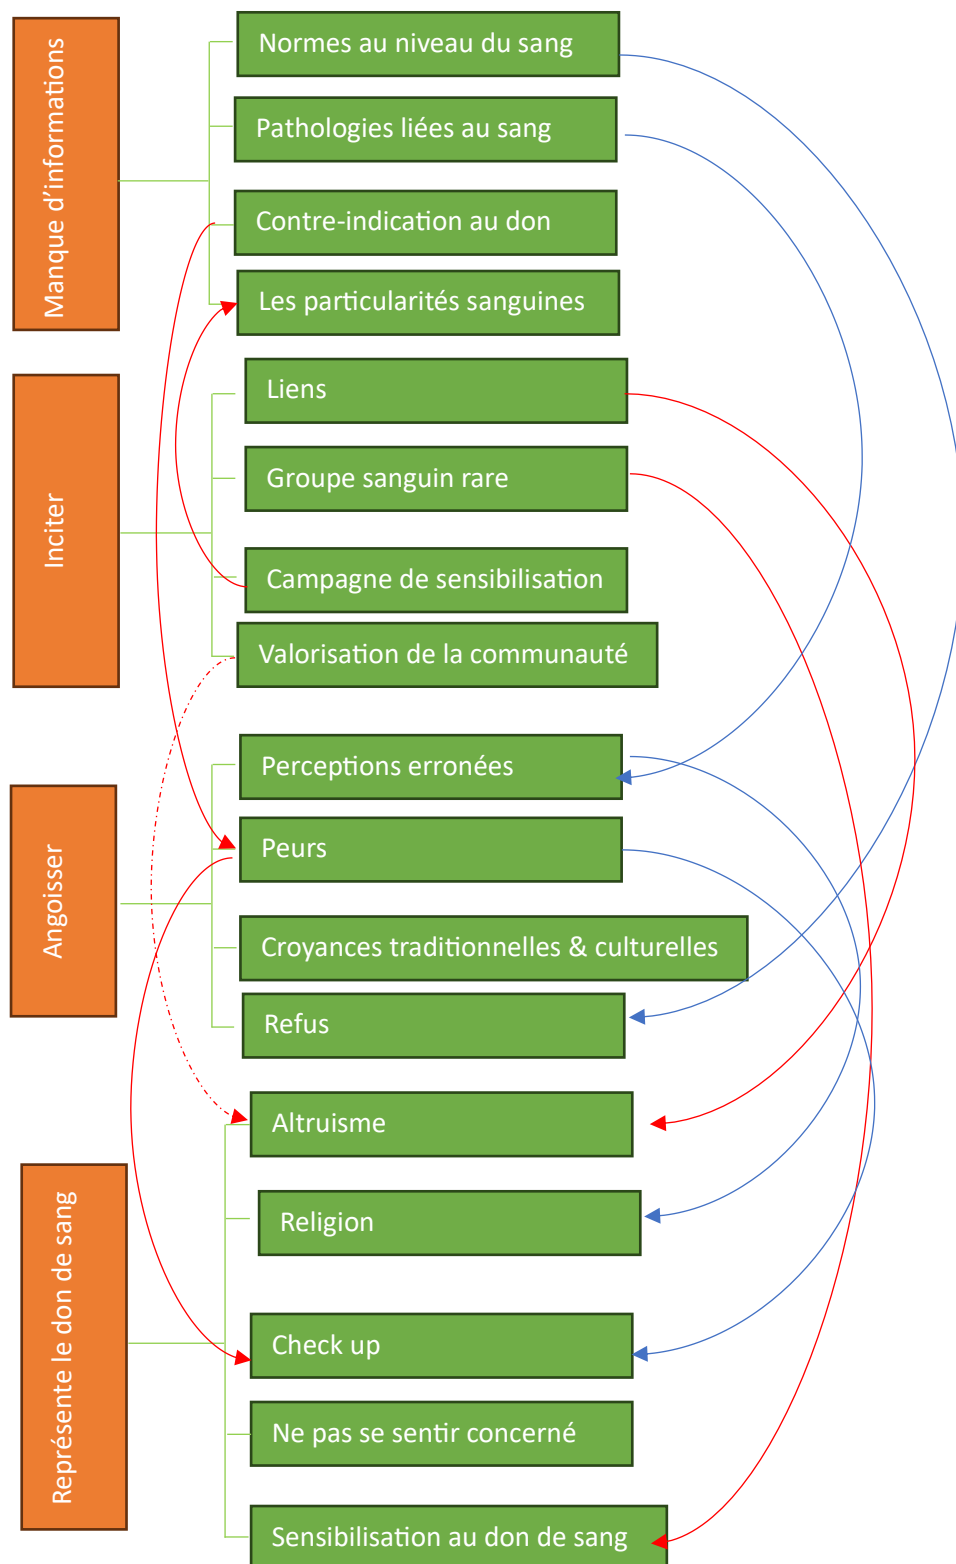 Manque d'informations
Normes au niveau du sang
Pathologies liées au sang
Contre-indication au don
Les particularités sanguines
Inciter
Liens
Groupe sanguin rare
Campagne de sensibilisation
Valorisation de la communauté
Angoisser
Perceptions erronées
Peurs
Croyances traditionnelles & culturelles
Refus
Représente le don de sang
Altruisme
Religion
Check up
Ne pas se sentir concerné
Sensibilisation au don de sang